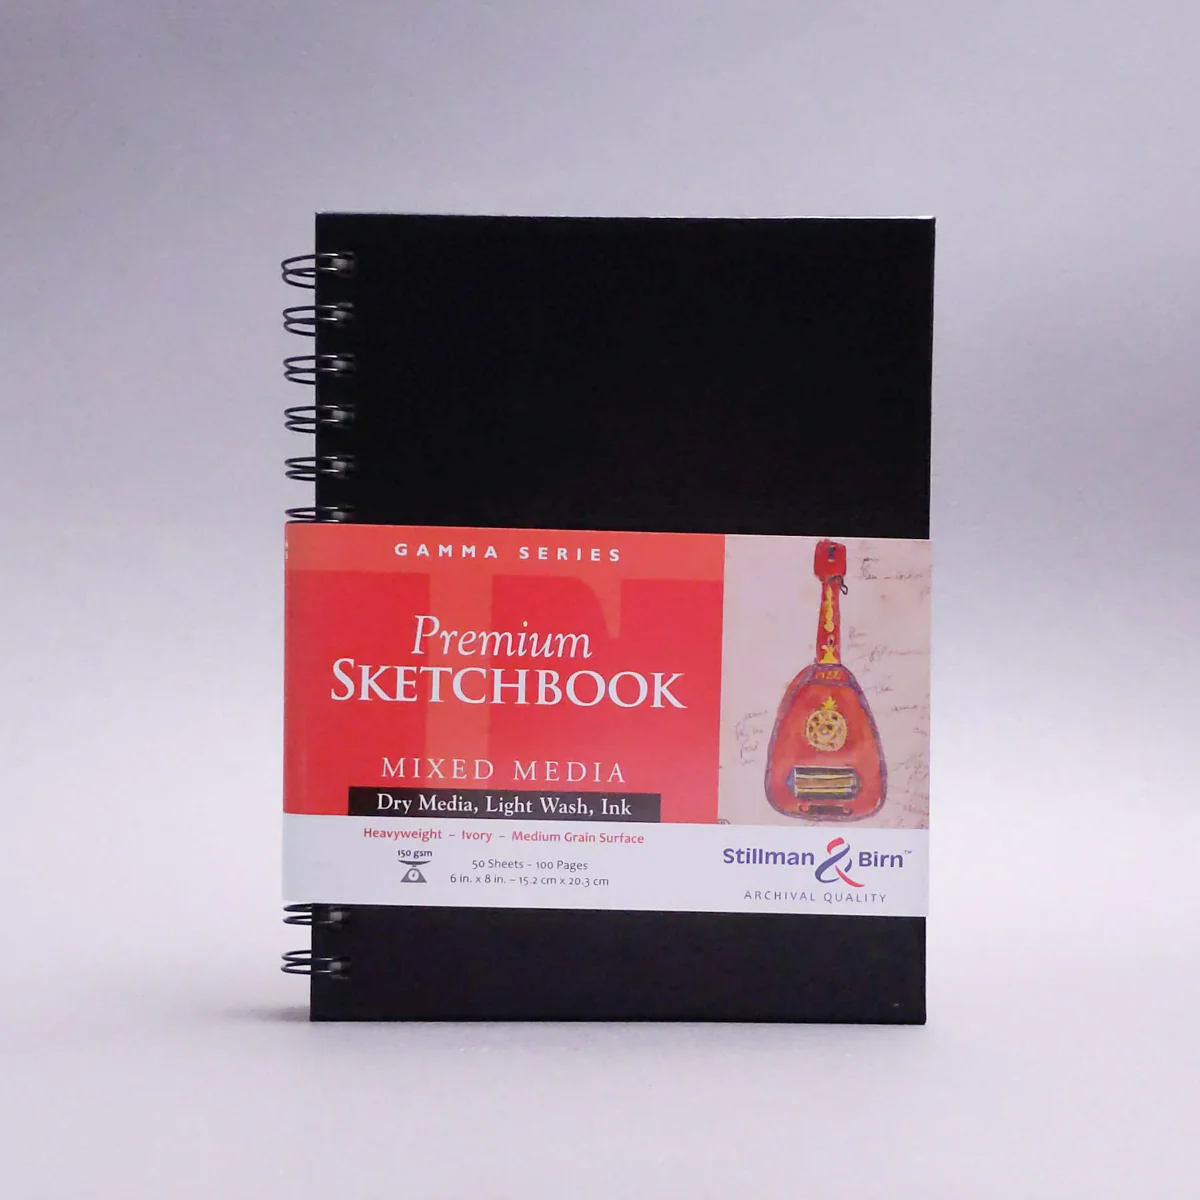 GAMMA SERIES
Premium
SKETCHBOOK
MIXED MEDIA
Dry Media, Light Wash, Ink
Heavyweight – Ivory – Medium Grain Surface
150 gsm
50 Sheets – 100 Pages
6 in. x 8 in. – 15.2 cm x 20.3 cm
Stillman & Birn™
ARCHIVAL QUALITY